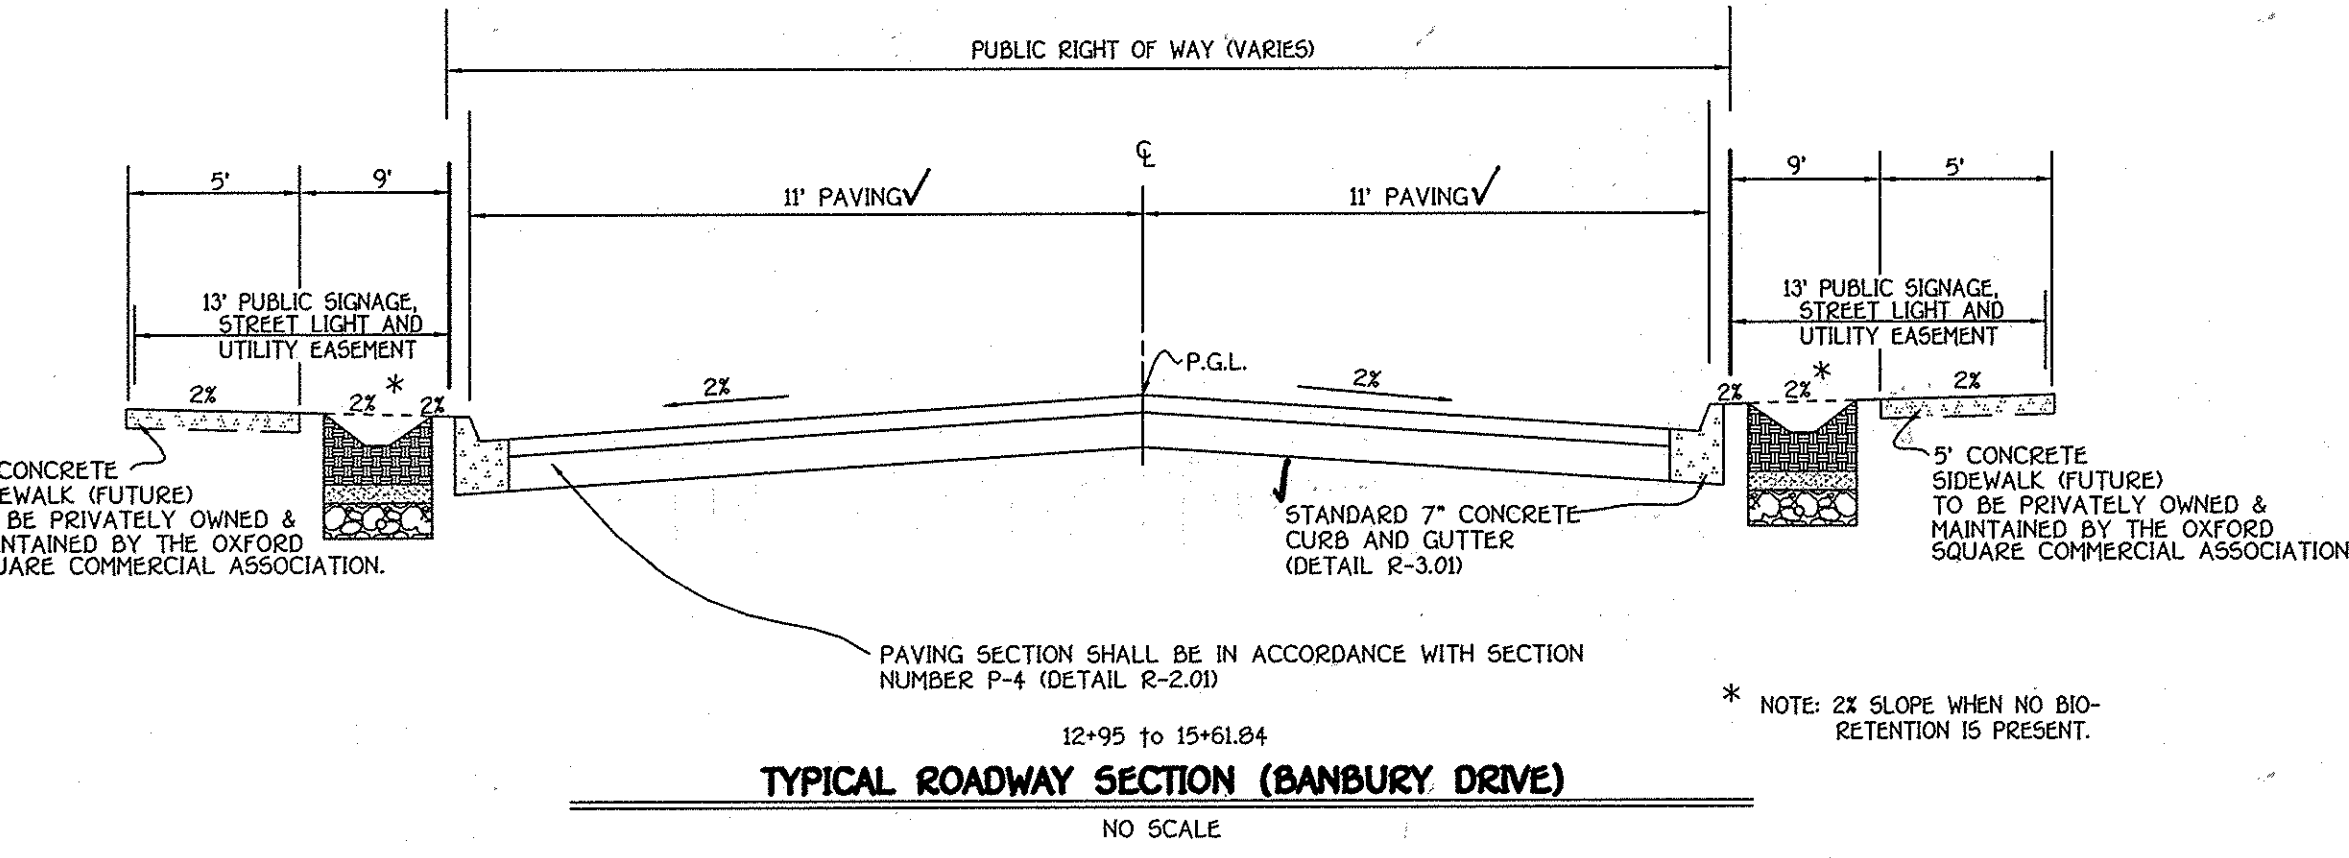 PUBLIC RIGHT OF WAY (VARIES)
℄
5'
9'
11' PAVING✓
11' PAVING✓
9'
5'
13' PUBLIC SIGNAGE,
STREET LIGHT AND
UTILITY EASEMENT
13' PUBLIC SIGNAGE,
STREET LIGHT AND
UTILITY EASEMENT
P.G.L.
2%
2%
*
2%
2%
2%
2%
2%
*
2%
CONCRETE
EWALK (FUTURE)
BE PRIVATELY OWNED &
NTAINED BY THE OXFORD
UARE COMMERCIAL ASSOCIATION.
✓
STANDARD 7" CONCRETE
CURB AND GUTTER
(DETAIL R-3.01)
5' CONCRETE
SIDEWALK (FUTURE)
TO BE PRIVATELY OWNED &
MAINTAINED BY THE OXFORD
SQUARE COMMERCIAL ASSOCIATION
PAVING SECTION SHALL BE IN ACCORDANCE WITH SECTION
NUMBER P-4 (DETAIL R-2.01)
* NOTE: 2% SLOPE WHEN NO BIO-
RETENTION IS PRESENT.
12+95 to 15+61.84
TYPICAL ROADWAY SECTION (BANBURY DRIVE)
NO SCALE